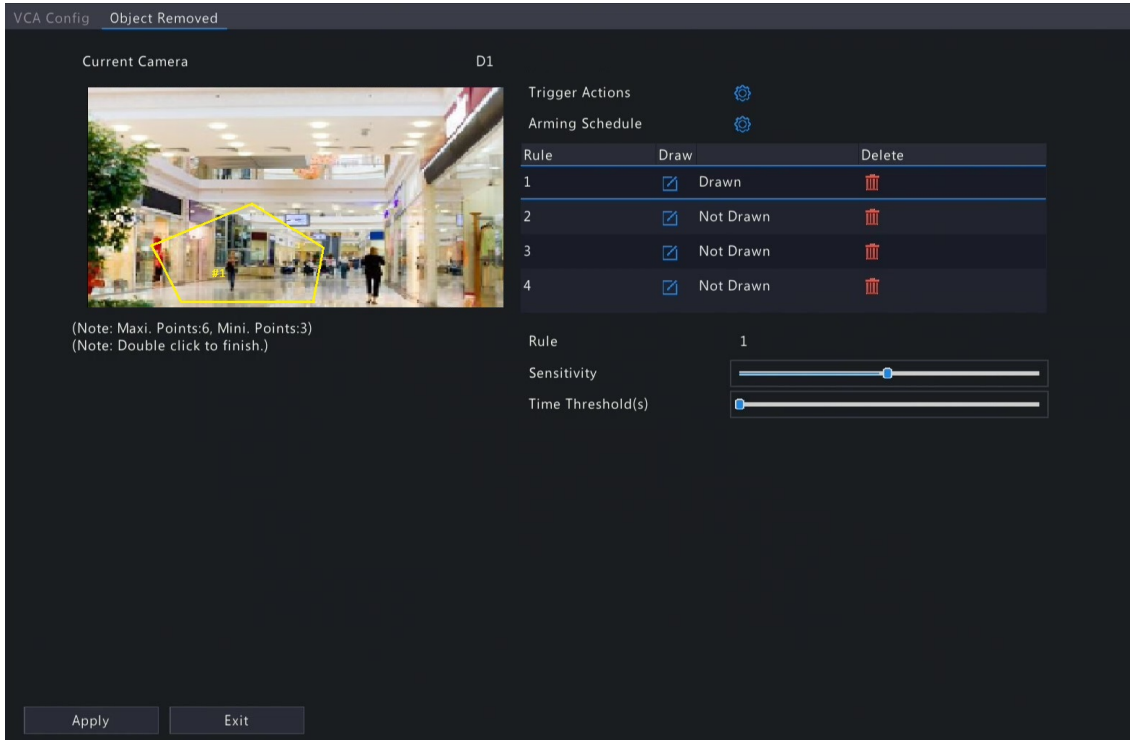 VCA Config Object Removed
Current Camera D1
Trigger Actions
Arming Schedule
Rule Draw Delete
1 Drawn
2 Not Drawn
3 Not Drawn
4 Not Drawn
#1
(Note: Maxi. Points:6, Mini. Points:3)
(Note: Double click to finish.)
Rule 1
Sensitivity
Time Threshold(s)
Apply Exit